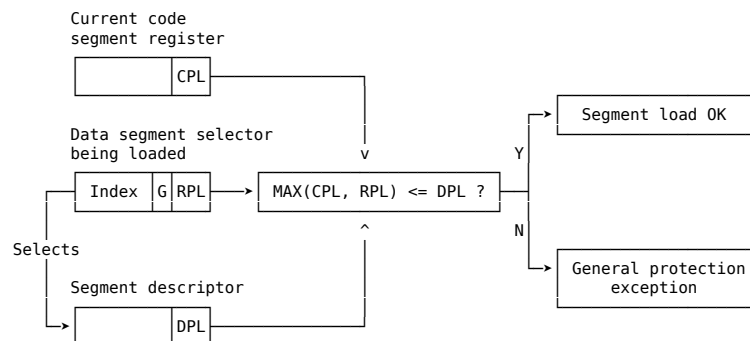 Current code
segment register
CPL
Data segment selector
being loaded
v
Y
Segment load OK
Index G RPL
MAX(CPL, RPL) <= DPL ?
^
N
Selects
General protection
exception
Segment descriptor
DPL